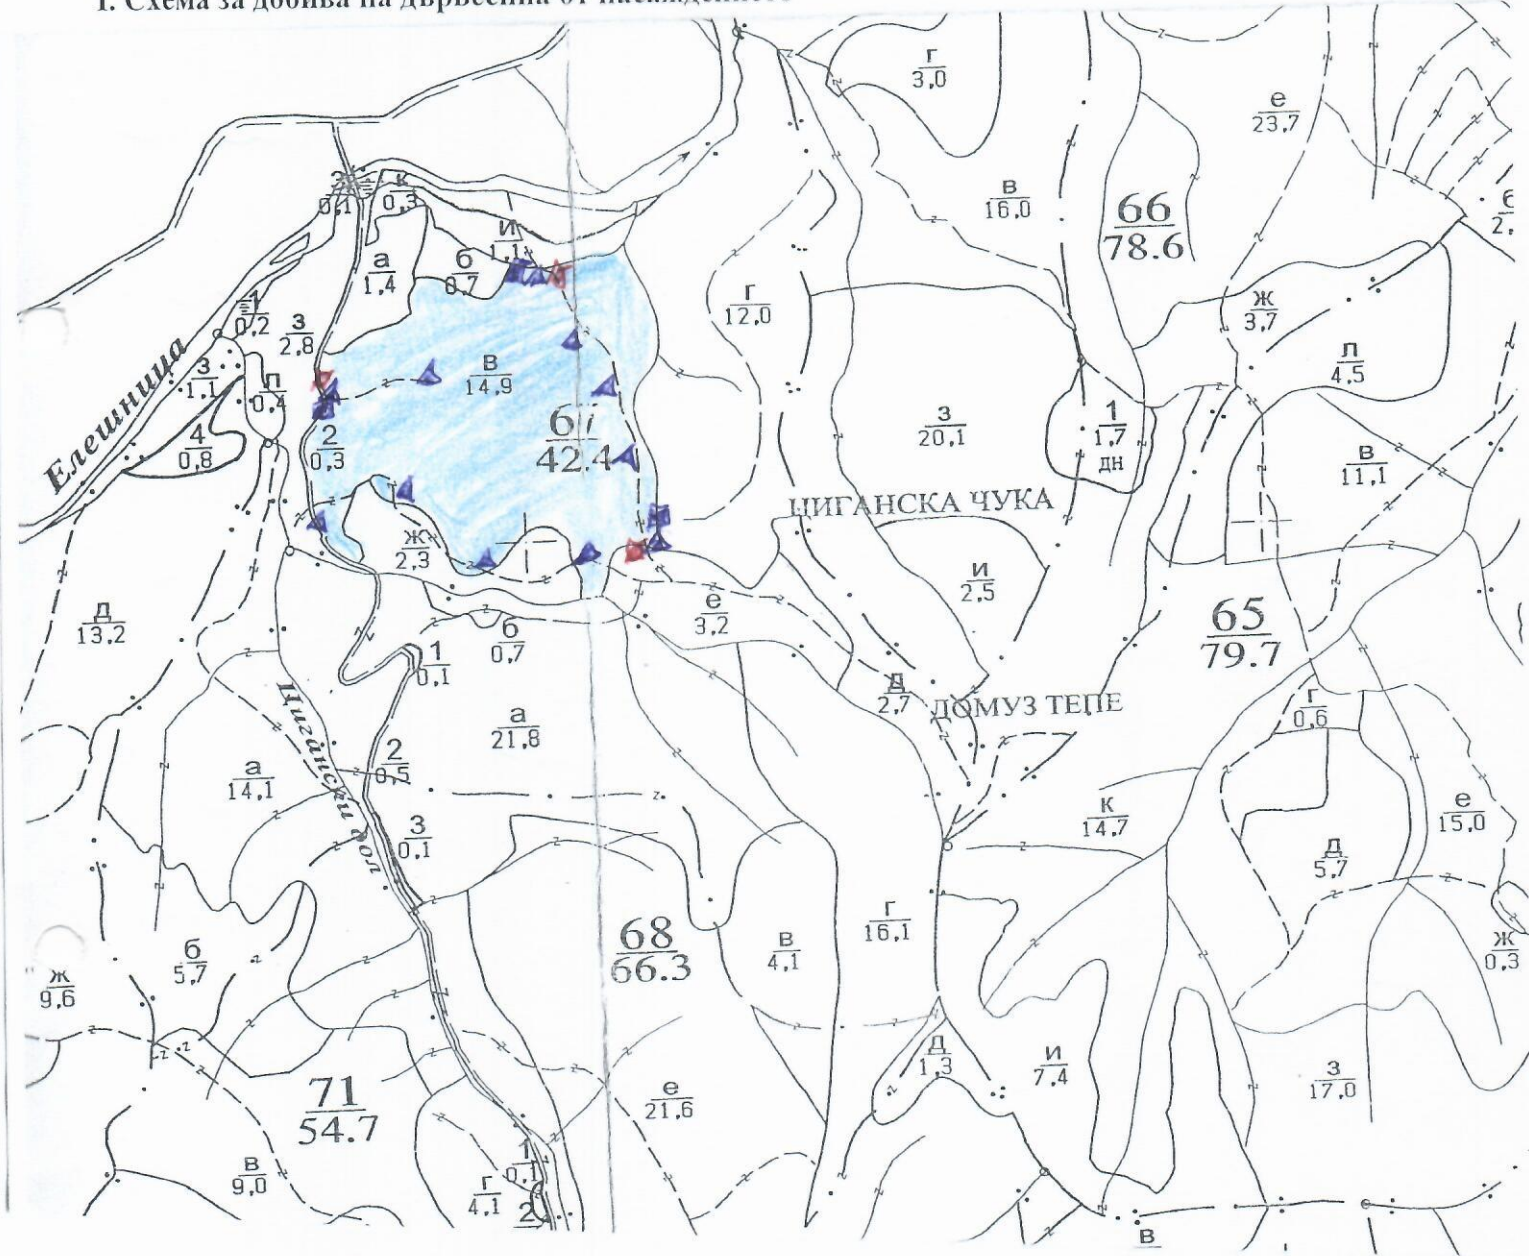 І. Схема за добива на дървесина от насаждението
г
3,0
е
23,7
0,1
к
0,3
в
16,0
66
78.6
б
2,
и
1,1
а
1,4
б
0,7
г
12,0
ж
3,7
1
0,2
з
2,8
л
4,5
Елешница
з
1,1
п
0,4
в
14,9
67
42.4
з
20,1
1
1,7
дн
4
0,8
2
0,3
в
11,1
ЦИГАНСКА ЧУКА
ж
2,3
и
2,5
д
13,2
е
3,2
65
79.7
б
0,7
1
0,1
д
2,7
ДОМУЗ ТЕПЕ
г
0,6
Цигански дол
а
21,8
2
0,5
а
14,1
к
14,7
е
15,0
3
0,1
д
5,7
г
16,1
68
66.3
в
4,1
б
5,7
ж
9,6
ж
0,3
д
1,3
и
7,4
з
17,0
71
54.7
е
21,6
в
9,0
г
4,1
1
0,1
2
в